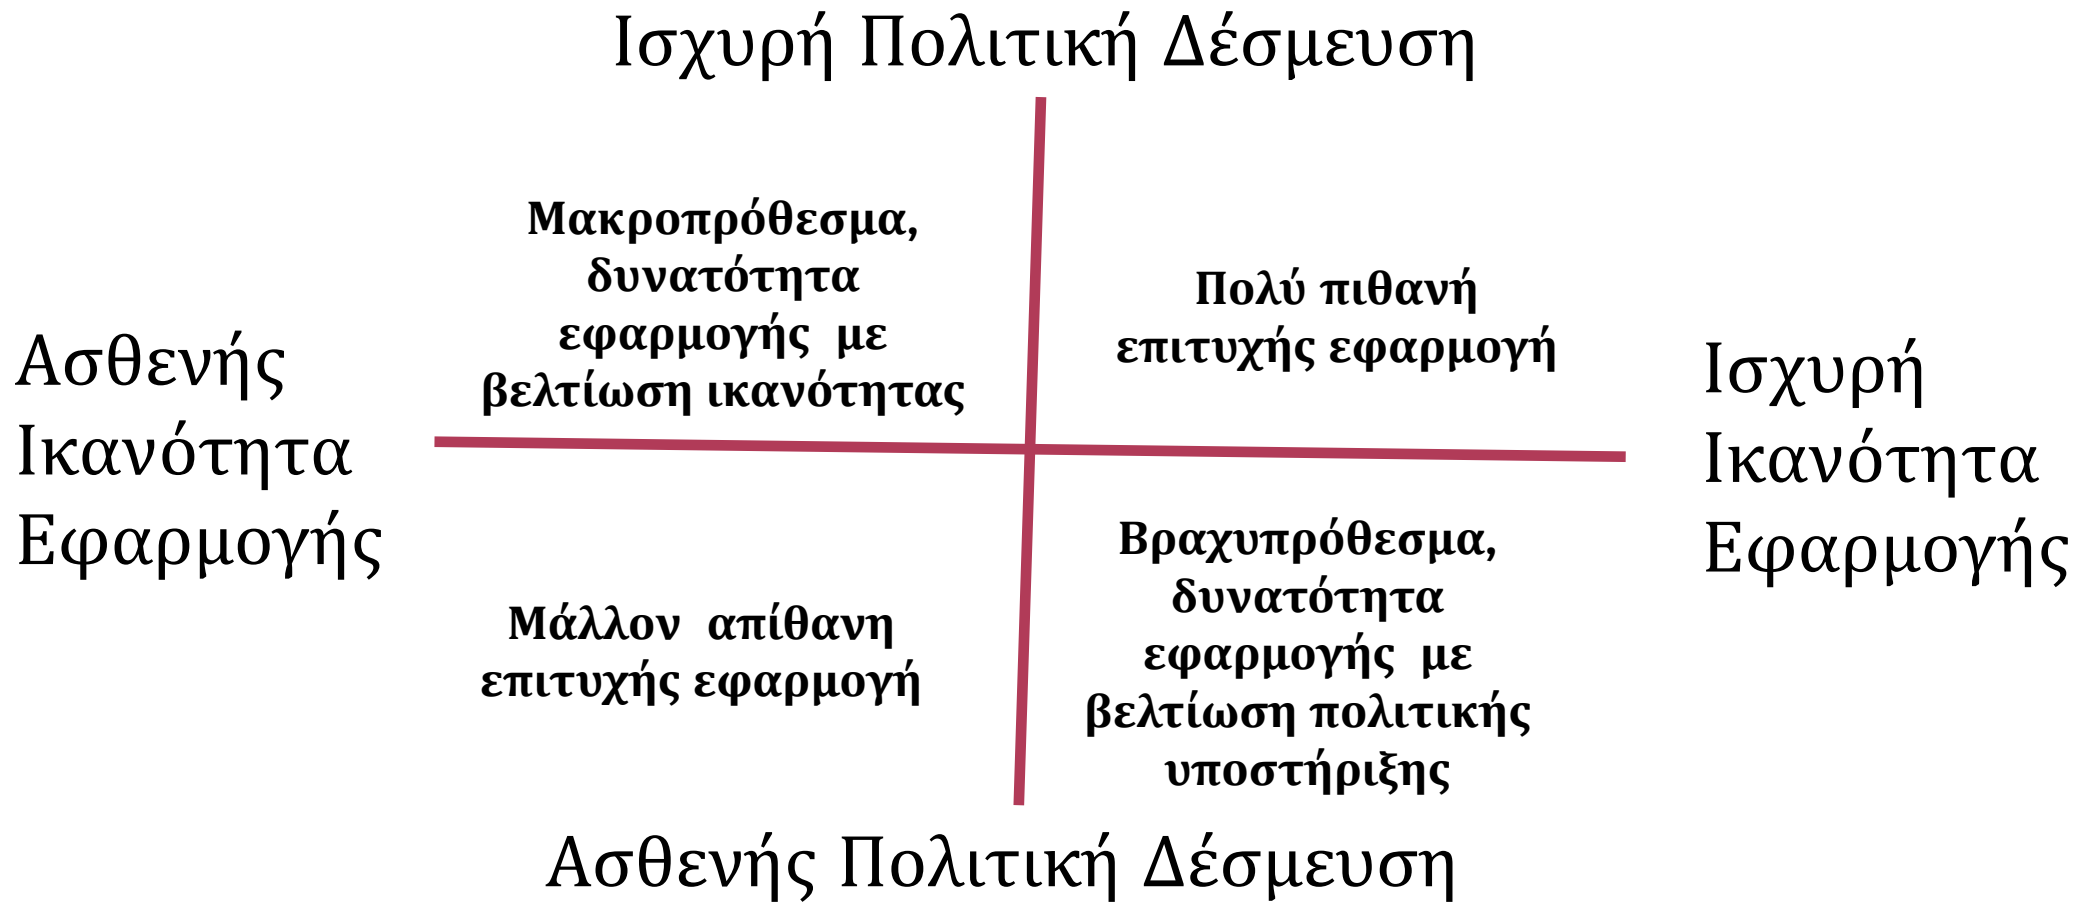 Ισχυρή Πολιτική Δέσμευση
Μακροπρόθεσμα,
δυνατότητα
εφαρμογής με
βελτίωση ικανότητας
Πολύ πιθανή
επιτυχής εφαρμογή
Ασθενής
Ικανότητα
Εφαρμογής
Ισχυρή
Ικανότητα
Εφαρμογής
Μάλλον απίθανη
επιτυχής εφαρμογή
Βραχυπρόθεσμα,
δυνατότητα
εφαρμογής με
βελτίωση πολιτικής
υποστήριξης
Ασθενής Πολιτική Δέσμευση